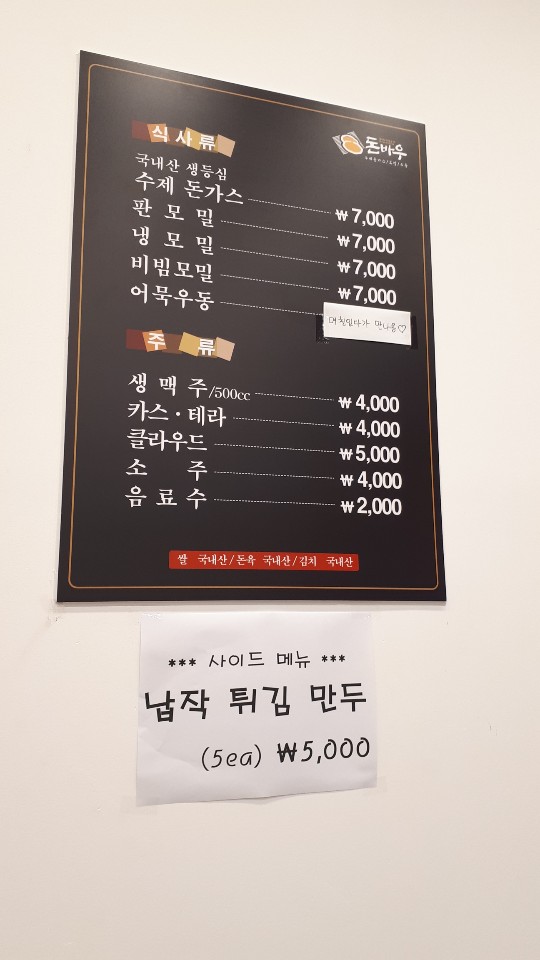 돈바우
식사류
국내산 생등심
수제 돈가스 ₩7,000
판 모 밀 ₩7,000
냉 모 밀 ₩7,000
비빔모밀 ₩7,000
어묵우동
만나용♡
주 류
생 맥 주/500cc ₩4,000
카스・테라 ₩4,000
클라우드 ₩5,000
소 주 ₩4,000
음 료 수 ₩2,000
쌀 국내산/돈육 국내산/김치 국내산
*** 사이드 메뉴 ***
납작 튀김 만두
(5ea) ₩5,000